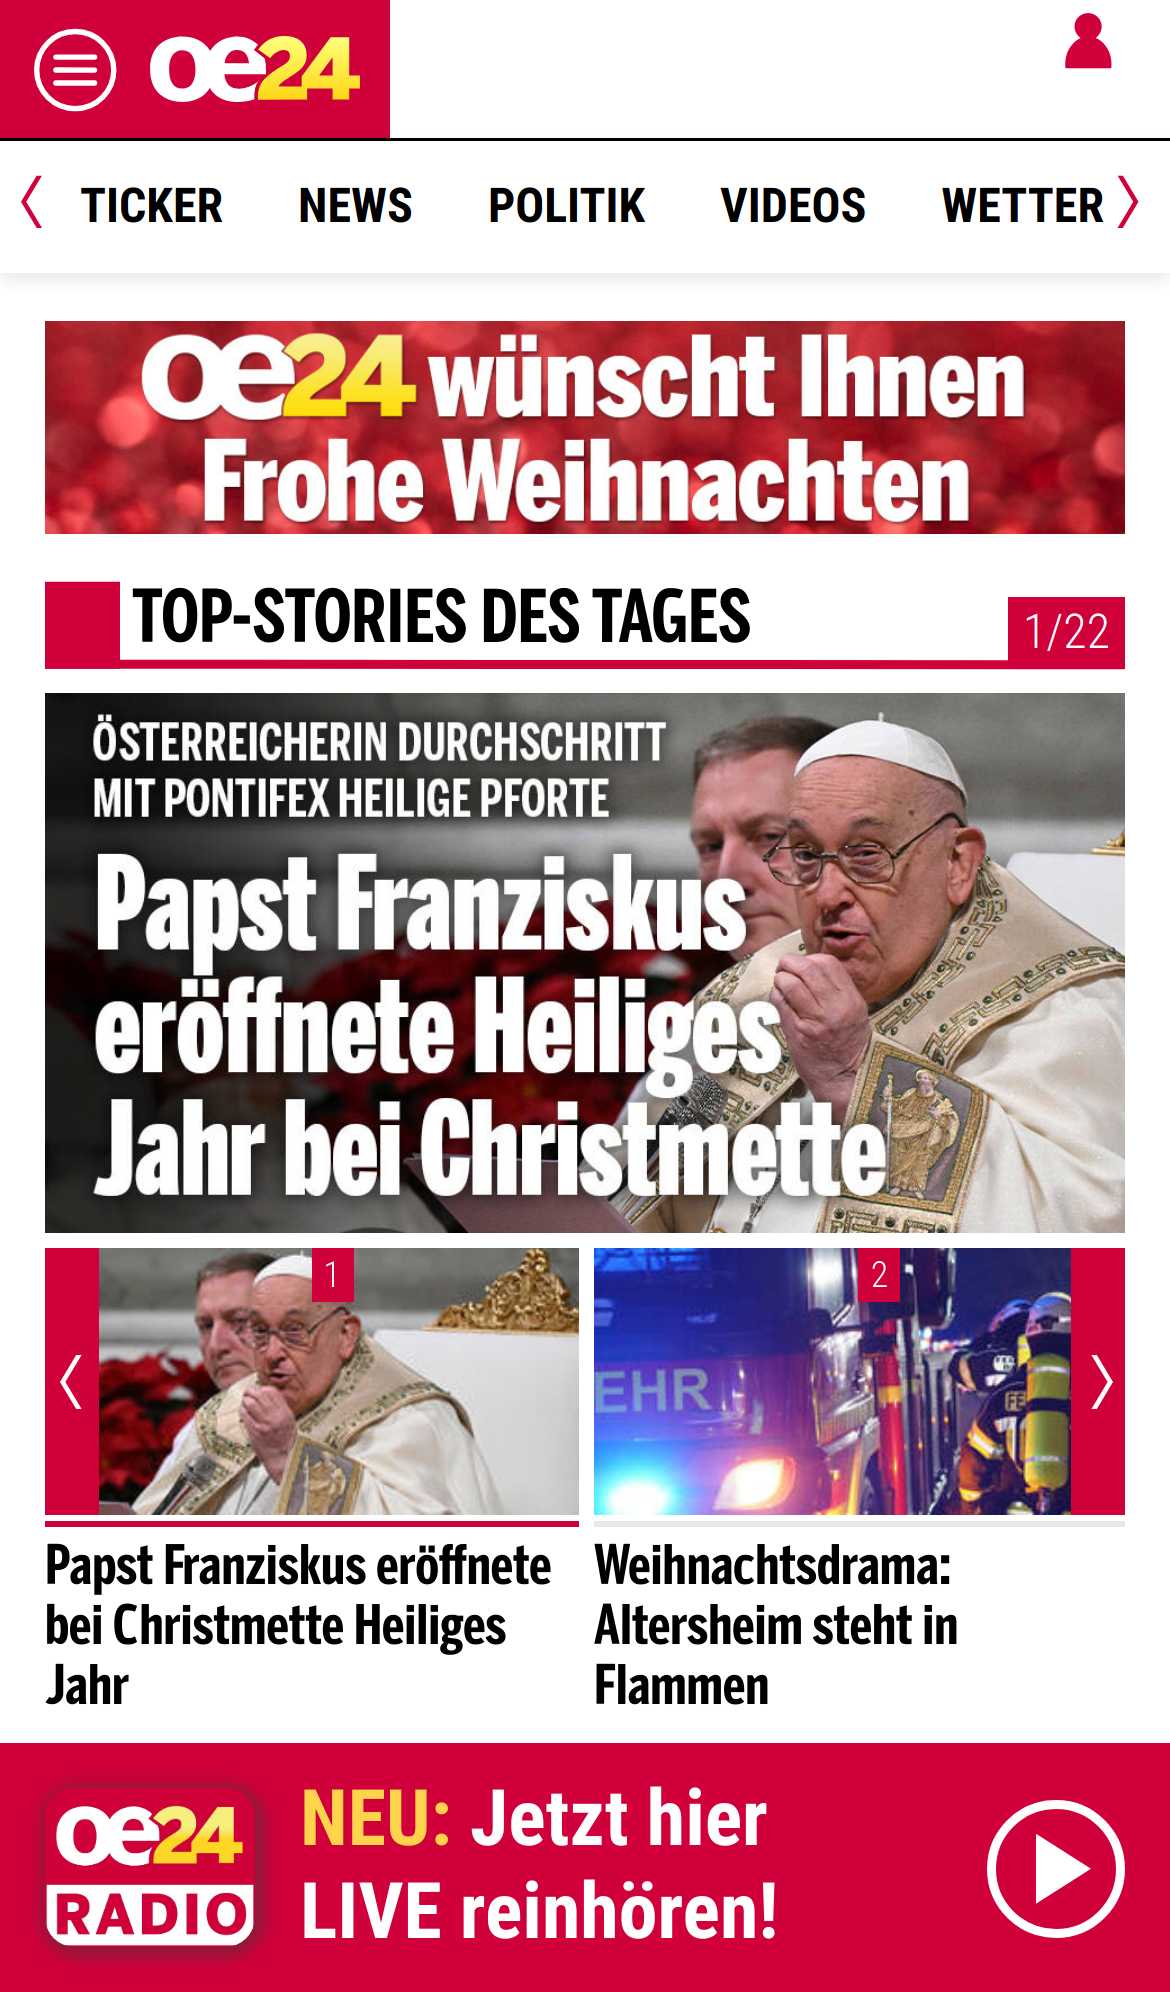 oe24
TICKER NEWS POLITIK VIDEOS WETTER
oe24 wünscht Ihnen
Frohe Weihnachten
TOP-STORIES DES TAGES
1/22
ÖSTERREICHERIN DURCHSCHRITT
MIT PONTIFEX HEILIGE PFORTE
Papst Franziskus
eröffnete Heiliges
Jahr bei Christmette
1
Papst Franziskus eröffnete
bei Christmette Heiliges
Jahr
2
EHR
FE
Weihnachtsdrama:
Altersheim steht in
Flammen
oe24
RADIO
NEU: Jetzt hier
LIVE reinhören!